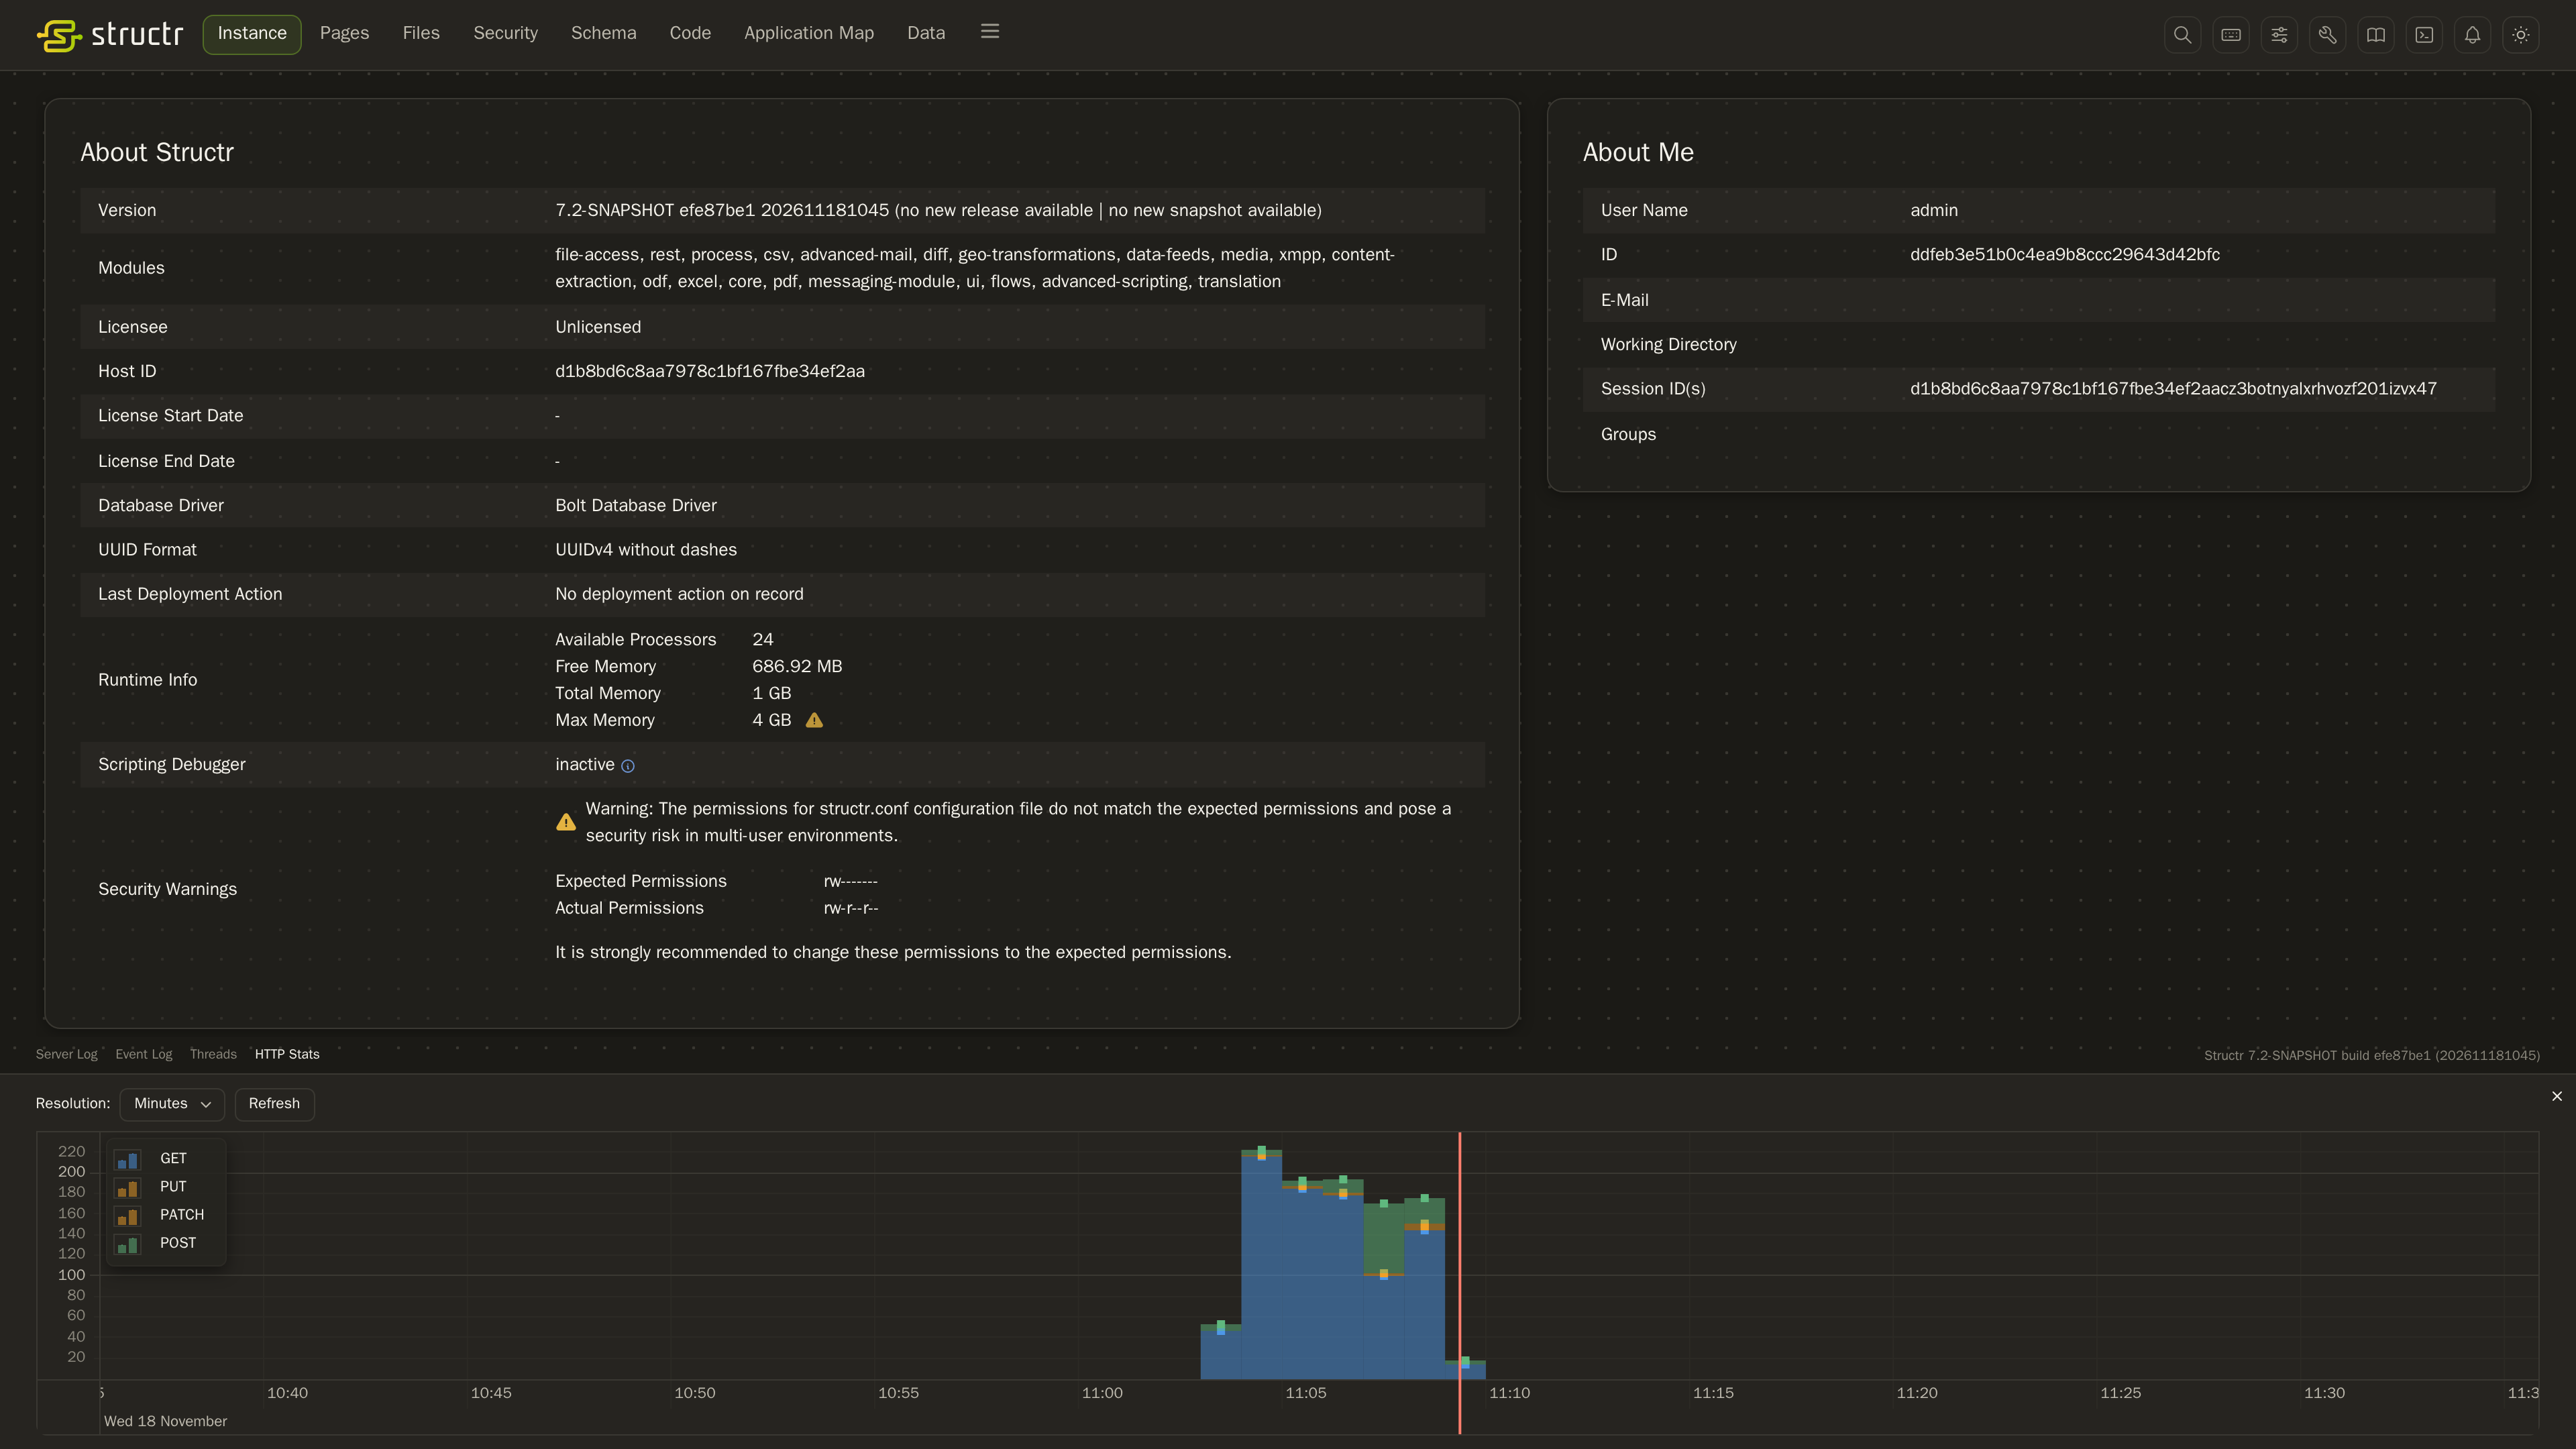 structr
Instance
Pages
Files
Security
Schema
Code
Application Map
Data
About Structr
Version
7.2-SNAPSHOT efe87be1 202611181045 (no new release available | no new snapshot available)
Modules
file-access, rest, process, csv, advanced-mail, diff, geo-transformations, data-feeds, media, xmpp, content-
extraction, odf, excel, core, pdf, messaging-module, ui, flows, advanced-scripting, translation
Licensee
Unlicensed
Host ID
d1b8bd6c8aa7978c1bf167fbe34ef2aa
License Start Date
-
License End Date
-
Database Driver
Bolt Database Driver
UUID Format
UUIDv4 without dashes
Last Deployment Action
No deployment action on record
Runtime Info
Available Processors 24
Free Memory 686.92 MB
Total Memory 1 GB
Max Memory 4 GB
Scripting Debugger
inactive
Security Warnings
Warning: The permissions for structr.conf configuration file do not match the expected permissions and pose a
security risk in multi-user environments.
Expected Permissions rw-------
Actual Permissions rw-r--r--
It is strongly recommended to change these permissions to the expected permissions.
About Me
User Name
admin
ID
ddfeb3e51b0c4ea9b8ccc29643d42bfc
E-Mail
Working Directory
Session ID(s)
d1b8bd6c8aa7978c1bf167fbe34ef2aacz3botnyalxrhvozf201izvx47
Groups
Server Log
Event Log
Threads
HTTP Stats
Structr 7.2-SNAPSHOT build efe87be1 (202611181045)
Resolution:
Minutes
Refresh
220
200
180
160
140
120
100
80
60
40
20
GET
PUT
PATCH
POST
10:40
10:45
10:50
10:55
11:00
11:05
11:10
11:15
11:20
11:25
11:30
11:3
Wed 18 November